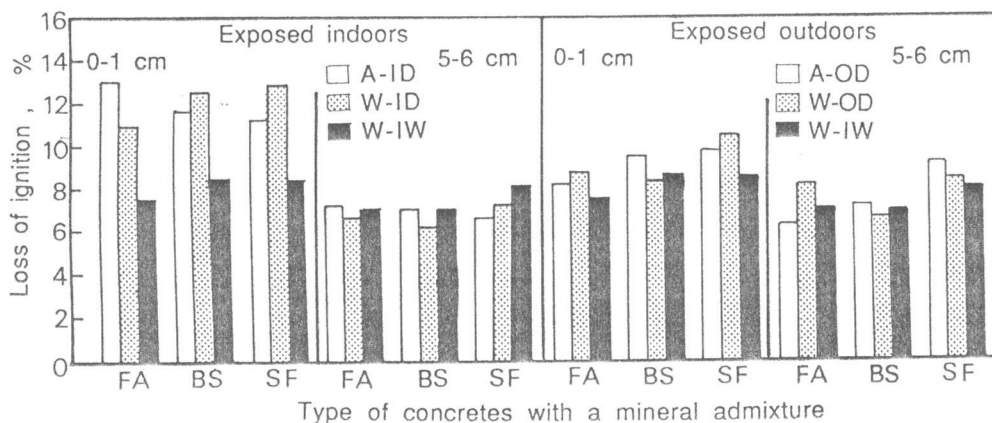 16
14
12
10
8
6
4
2
0
Loss of ignition , %
Exposed indoors
0-1 cm
5-6 cm
A-ID
W-ID
W-IW
Exposed outdoors
0-1 cm
5-6 cm
A-OD
W-OD
W-IW
FA BS SF FA BS SF FA BS SF FA BS SF
Type of concretes with a mineral admixture